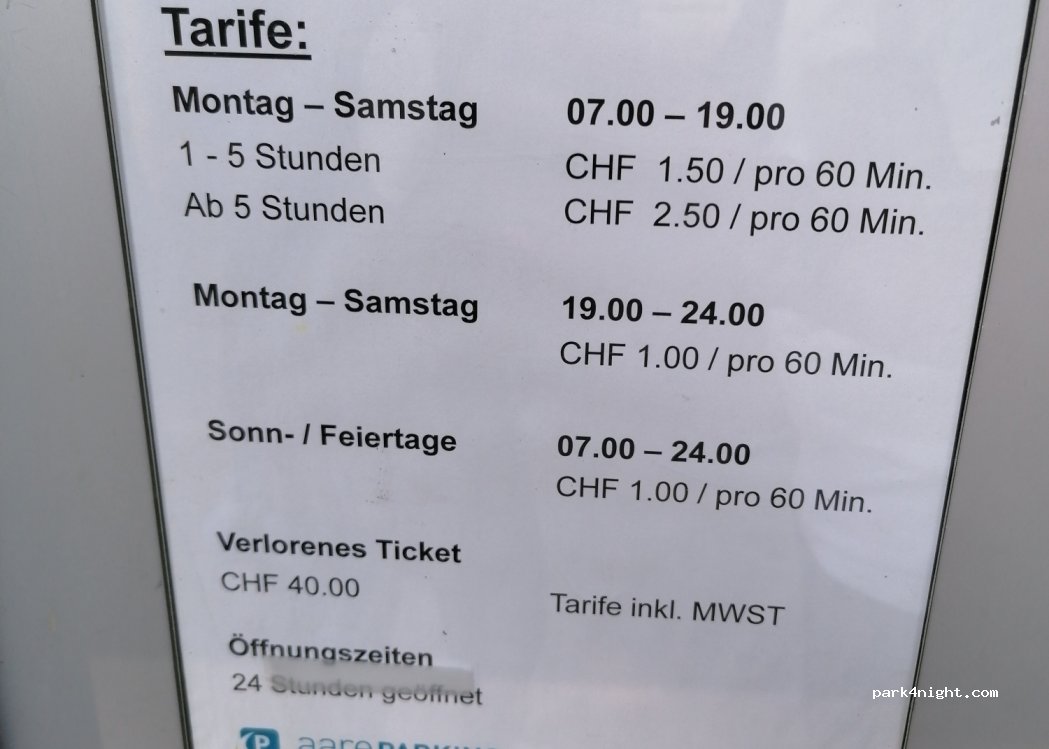 Tarife:
Montag – Samstag 07.00 – 19.00
1 - 5 Stunden CHF 1.50 / pro 60 Min.
Ab 5 Stunden CHF 2.50 / pro 60 Min.
Montag – Samstag 19.00 – 24.00
CHF 1.00 / pro 60 Min.
Sonn- / Feiertage 07.00 – 24.00
CHF 1.00 / pro 60 Min.
Verlorenes Ticket
CHF 40.00
Tarife inkl. MWST
Öffnungszeiten
24 Stunden geöffnet
P aare
park4night.com